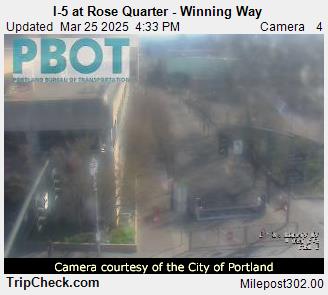 I-5 at Rose Quarter - Winning Way
Updated Mar 25 2025 4:33 PM Camera 4
PBOT
PORTLAND BUREAU OF TRANSPORTATION
Camera courtesy of the City of Portland
TripCheck.com Milepost302.00